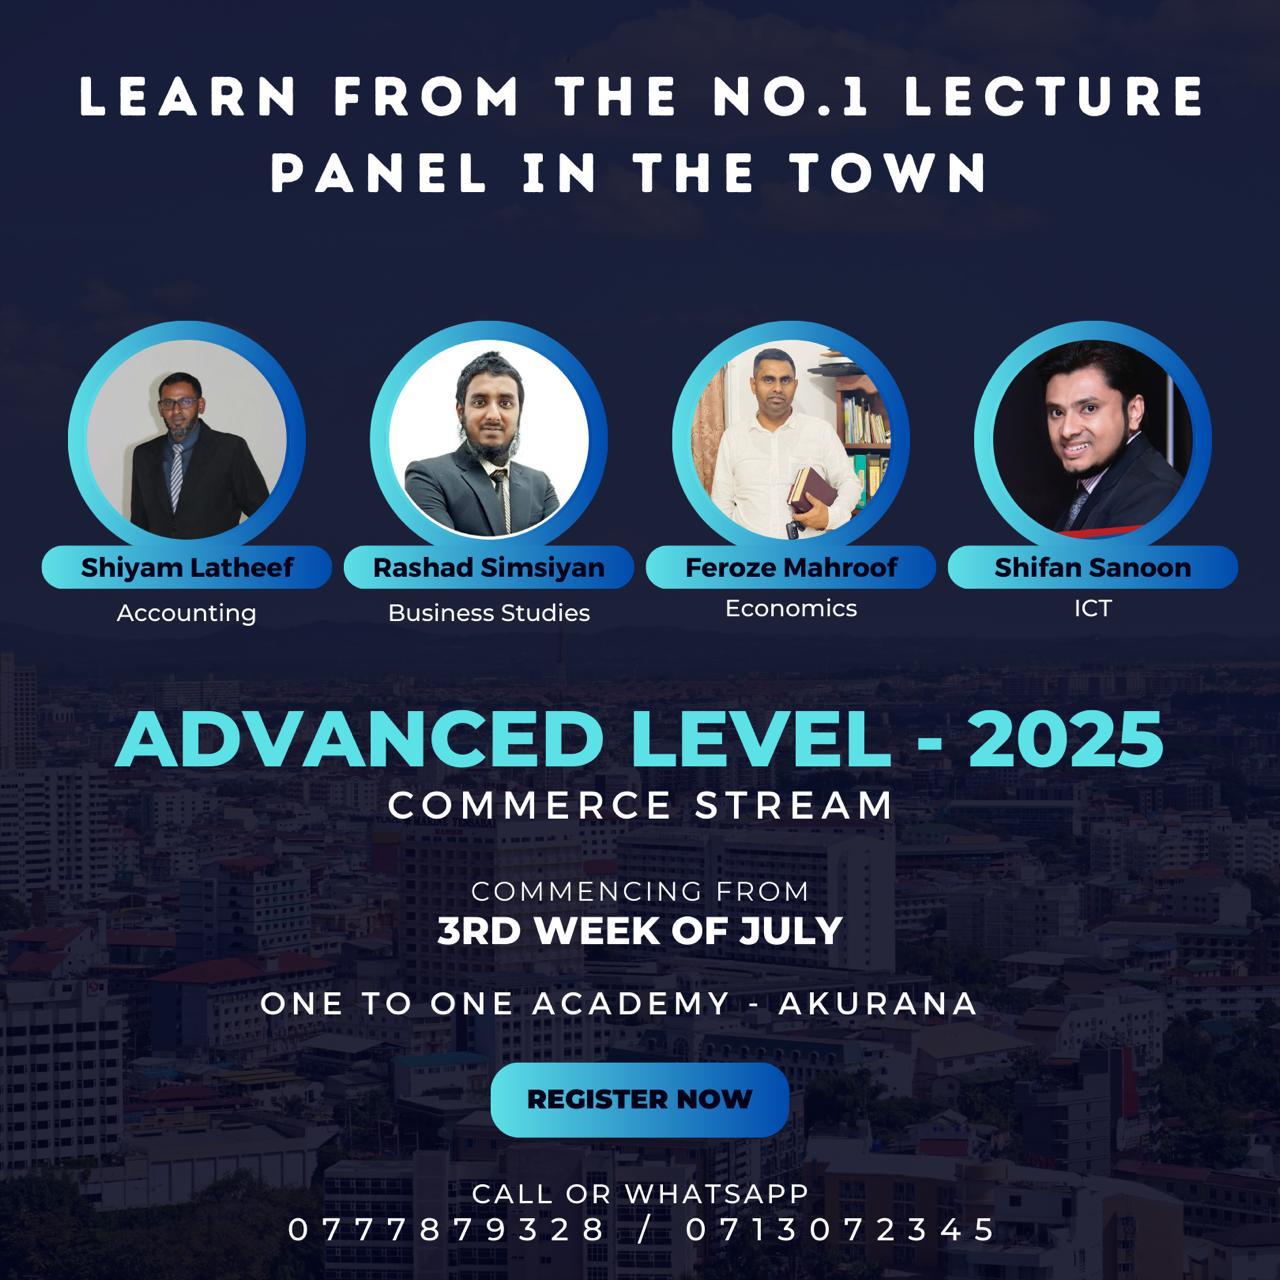 LEARN FROM THE NO.1 LECTURE
PANEL IN THE TOWN
Shiyam Latheef
Accounting
Rashad Simsiyan
Business Studies
Feroze Mahroof
Economics
Shifan Sanoon
ICT
ADVANCED LEVEL - 2025
COMMERCE STREAM
COMMENCING FROM
3RD WEEK OF JULY
ONE TO ONE ACADEMY - AKURANA
REGISTER NOW
CALL OR WHATSAPP
0777879328 / 0713072345